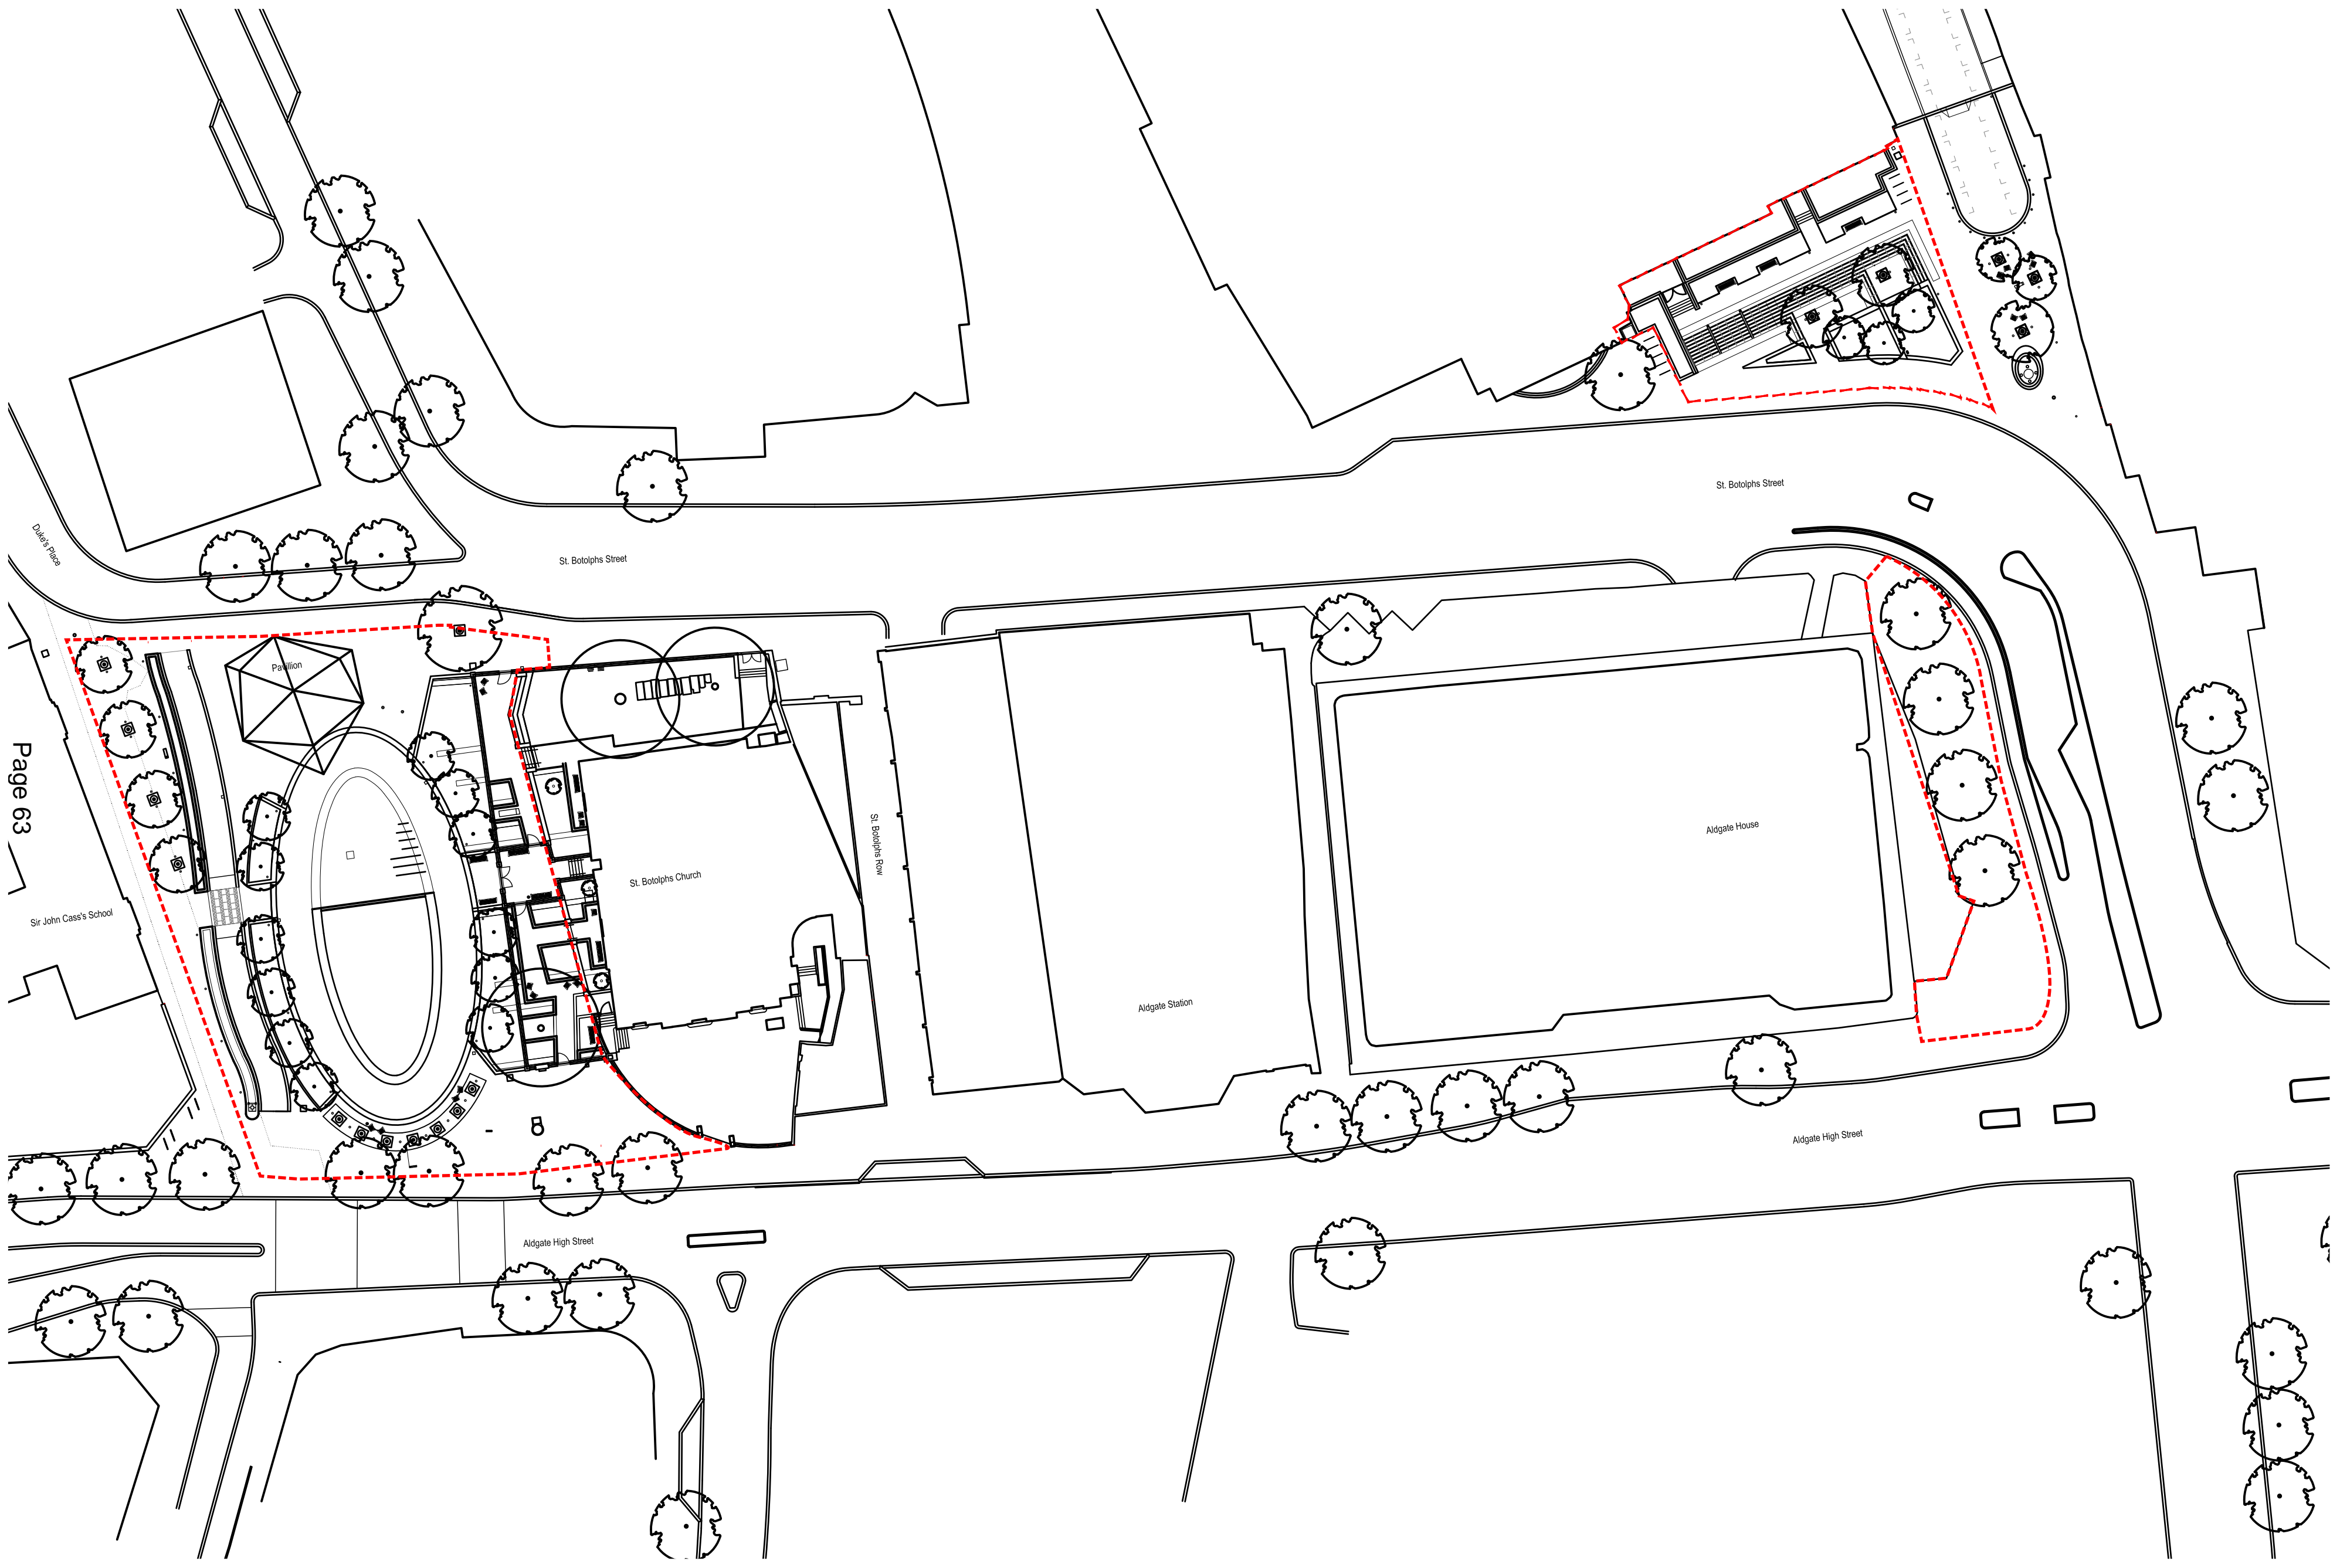 St. Botolphs Street
Duke's Place
St. Botolphs Street
Pavillion
Page 63
Aldgate House
St. Botolphs Row
St. Botolphs Church
Sir John Cass's School
Aldgate Station
Aldgate High Street
Aldgate High Street